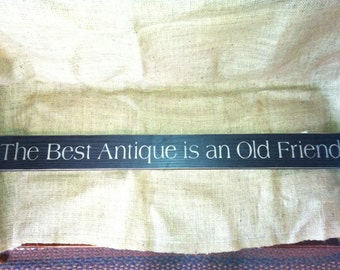 The Best Antique is an Old Friend